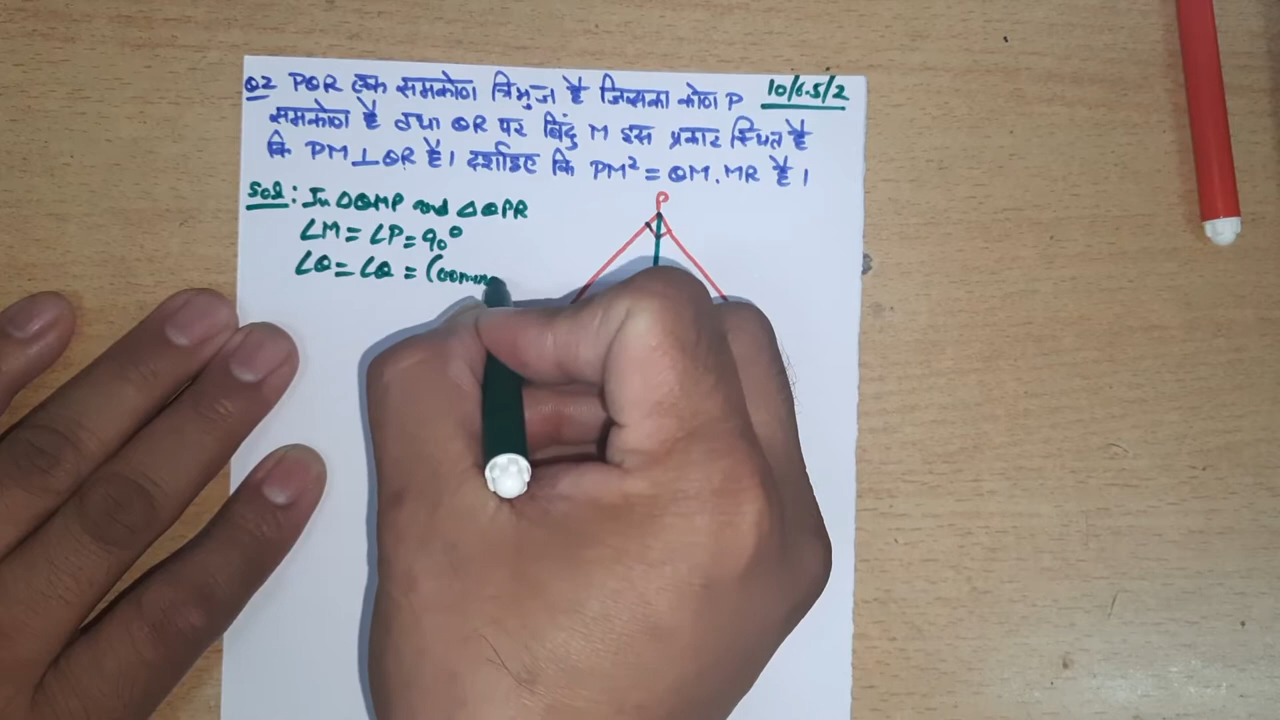 Q2 PQR एक समकोण त्रिभुज है जिसका कोण P 10/6.5/2
समकोण है तथा QR पर बिंदु M इस प्रकार स्थित है
कि PM⊥QR है। दर्शाइए कि PM² = QM.MR है।
Sol: In △QMP and △QPR
P
∠M = ∠P = 90°
∠Q = ∠Q = (common